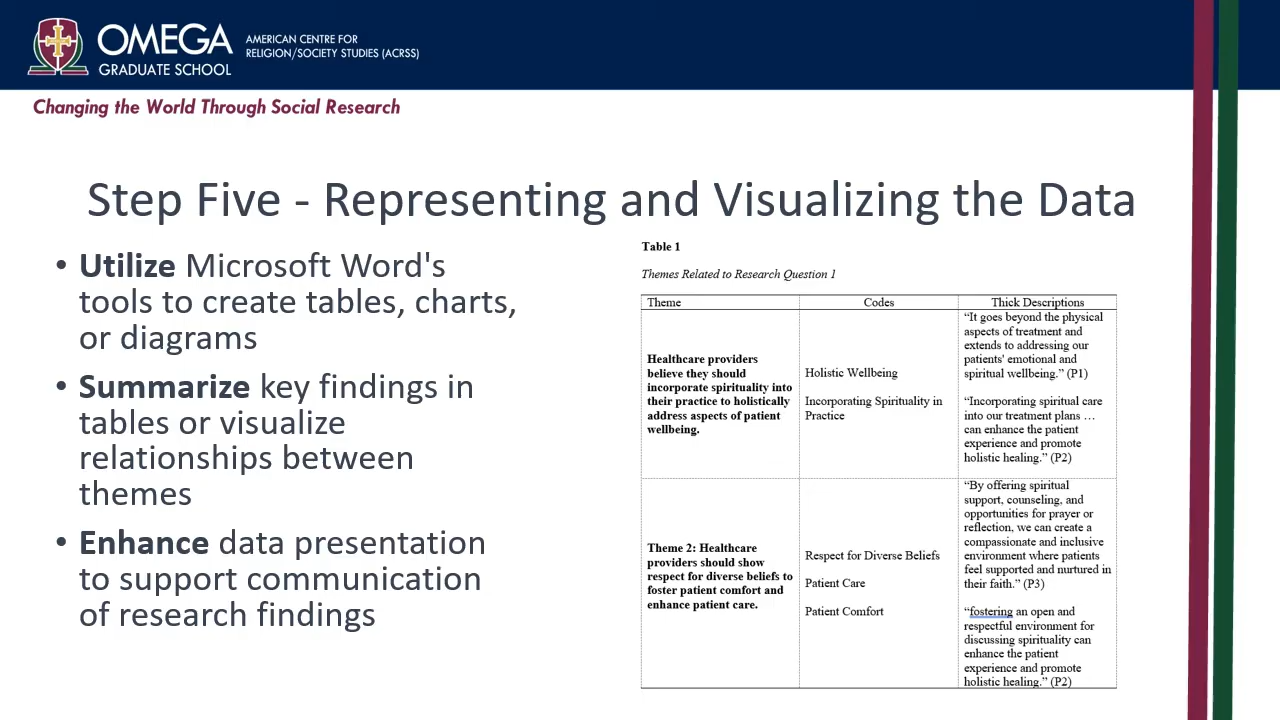 OMEGA
GRADUATE SCHOOL
AMERICAN CENTRE FOR
RELIGION/SOCIETY STUDIES (ACRSS)
Changing the World Through Social Research
Step Five - Representing and Visualizing the Data
• Utilize Microsoft Word's
tools to create tables, charts,
or diagrams
• Summarize key findings in
tables or visualize
relationships between
themes
• Enhance data presentation
to support communication
of research findings
Table 1
Themes Related to Research Question 1
Theme
Codes
Thick Descriptions
Healthcare providers
believe they should
incorporate spirituality into
their practice to holistically
address aspects of patient
wellbeing.
Holistic Wellbeing
Incorporating Spirituality in
Practice
“It goes beyond the physical
aspects of treatment and
extends to addressing our
patients' emotional and
spiritual wellbeing.” (P1)
“Incorporating spiritual care
into our treatment plans …
can enhance the patient
experience and promote
holistic healing.” (P2)
Theme 2: Healthcare
providers should show
respect for diverse beliefs to
foster patient comfort and
enhance patient care.
Respect for Diverse Beliefs
Patient Care
Patient Comfort
“By offering spiritual
support, counseling, and
opportunities for prayer or
reflection, we can create a
compassionate and inclusive
environment where patients
feel supported and nurtured in
their faith.” (P3)
“fostering an open and
respectful environment for
discussing spirituality can
enhance the patient
experience and promote
holistic healing.” (P2)